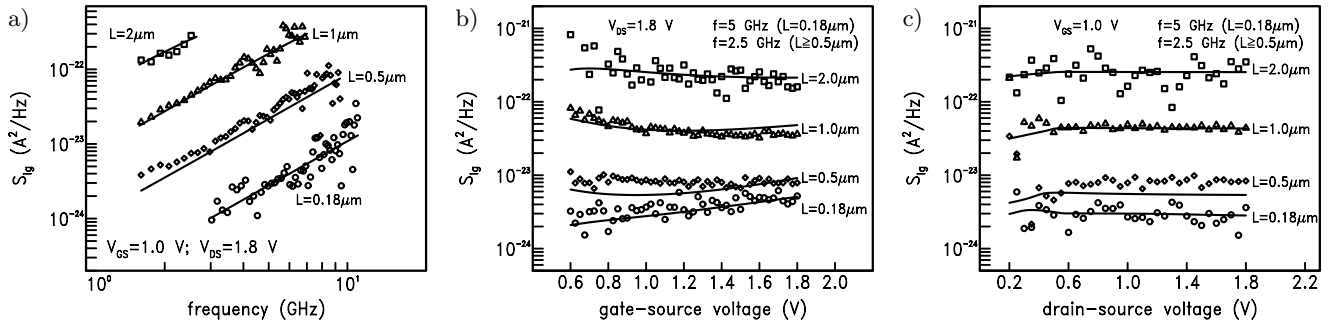 a)
S_Ig (A²/Hz)
10⁻²²
10⁻²³
10⁻²⁴
L=2μm
L=1μm
L=0.5μm
L=0.18μm
V_GS=1.0 V; V_DS=1.8 V
10⁰ 10¹
frequency (GHz)
b)
S_Ig (A²/Hz)
10⁻²¹
10⁻²²
10⁻²³
10⁻²⁴
V_DS=1.8 V
f=5 GHz (L=0.18μm)
f=2.5 GHz (L≥0.5μm)
L=2.0μm
L=1.0μm
L=0.5μm
L=0.18μm
0.6 0.8 1.0 1.2 1.4 1.6 1.8 2.0 2.2
gate-source voltage (V)
c)
S_Ig (A²/Hz)
10⁻²¹
10⁻²²
10⁻²³
10⁻²⁴
V_GS=1.0 V
f=5 GHz (L=0.18μm)
f=2.5 GHz (L≥0.5μm)
L=2.0μm
L=1.0μm
L=0.5μm
L=0.18μm
0.2 0.6 1.0 1.4 1.8 2.2
drain-source voltage (V)